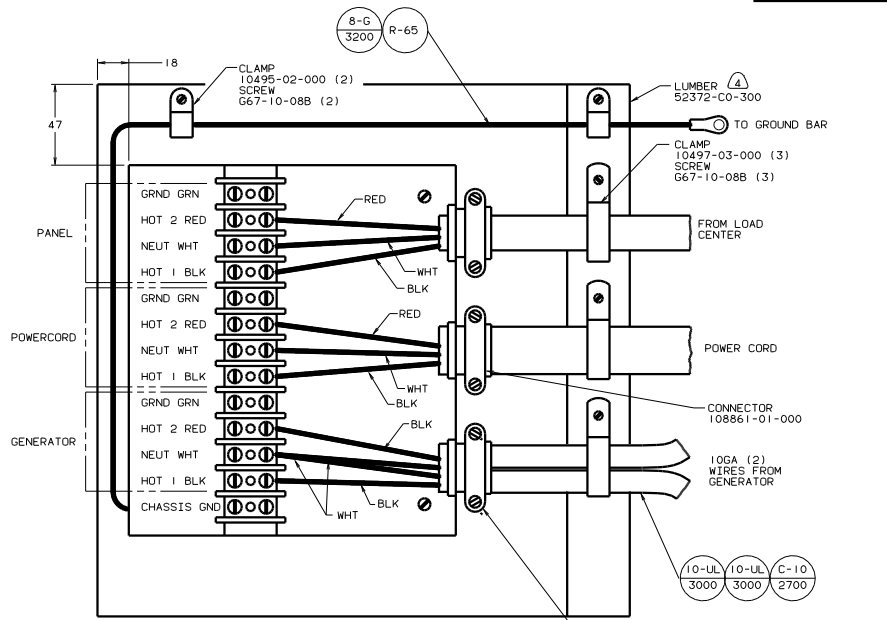 8-G
3200
R-65
18
CLAMP
10495-02-000 (2)
SCREW
G67-10-08B (2)
LUMBER 4
52372-C0-300
47
TO GROUND BAR
CLAMP
10497-03-000 (3)
SCREW
G67-10-08B (3)
PANEL
GRND GRN
HOT 2 RED
NEUT WHT
HOT 1 BLK
RED
WHT
BLK
FROM LOAD
CENTER
POWERCORD
GRND GRN
HOT 2 RED
NEUT WHT
HOT 1 BLK
RED
WHT
BLK
POWER CORD
CONNECTOR
108861-01-000
GENERATOR
GRND GRN
HOT 2 RED
NEUT WHT
HOT 1 BLK
CHASSIS GND
BLK
BLK
WHT
10GA (2)
WIRES FROM
GENERATOR
10-UL
3000
10-UL
3000
C-10
2700